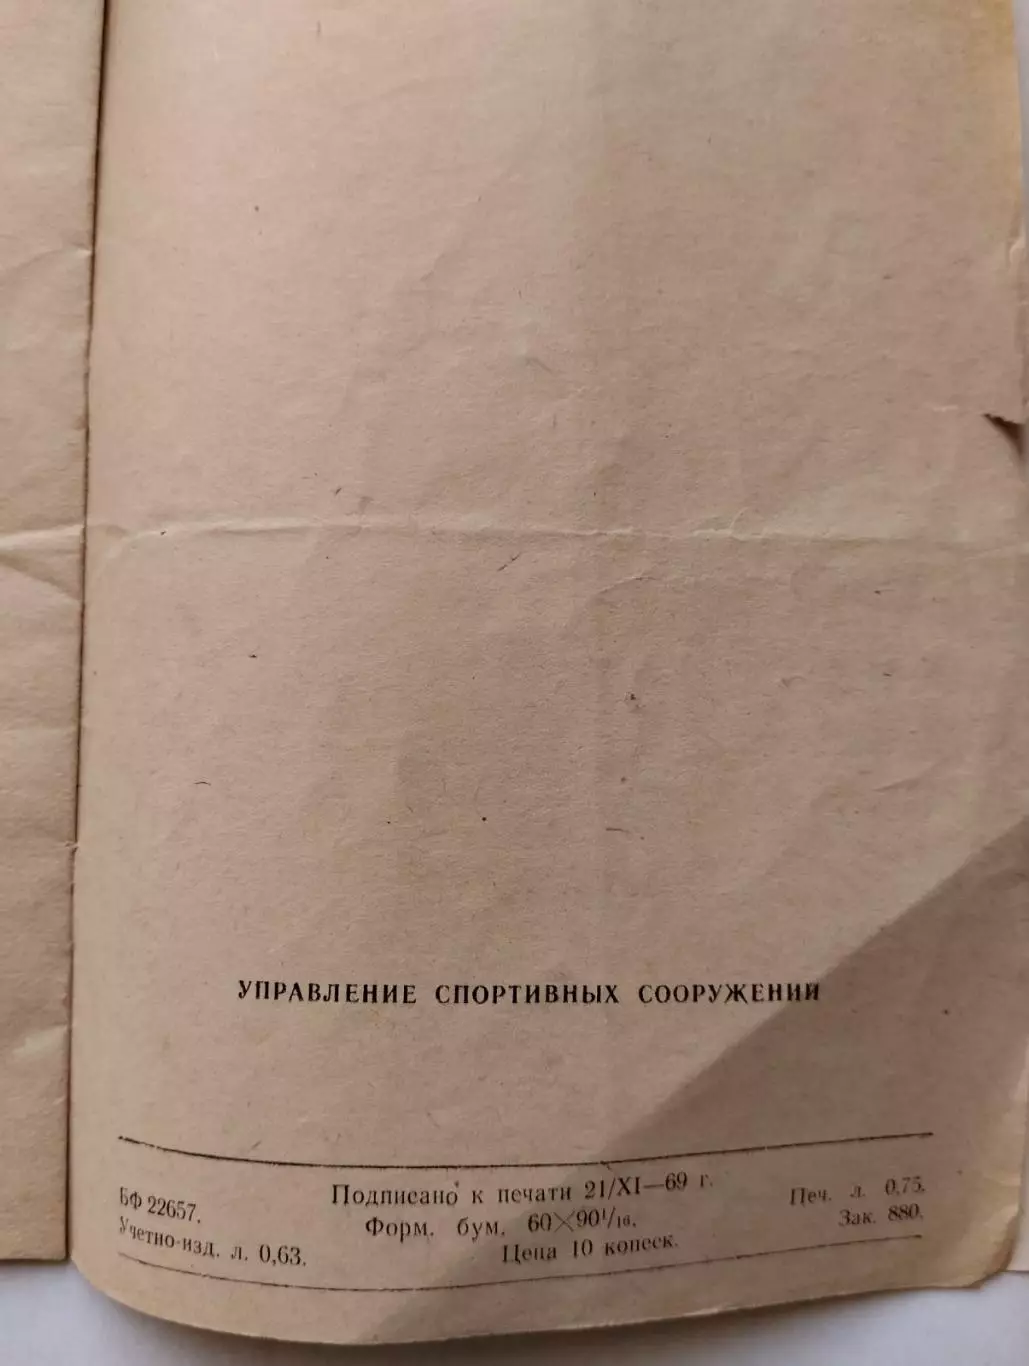 УПРАВЛЕНИЕ СПОРТИВНЫХ СООРУЖЕНИЙ
БФ 22657. Подписано к печати 21/XI—69 г. Печ. л. 0,75.
Учетно-изд. л. 0,63. Форм. бум. 60×90¹/₁₆. Зак. 880.
Цена 10 копеек.